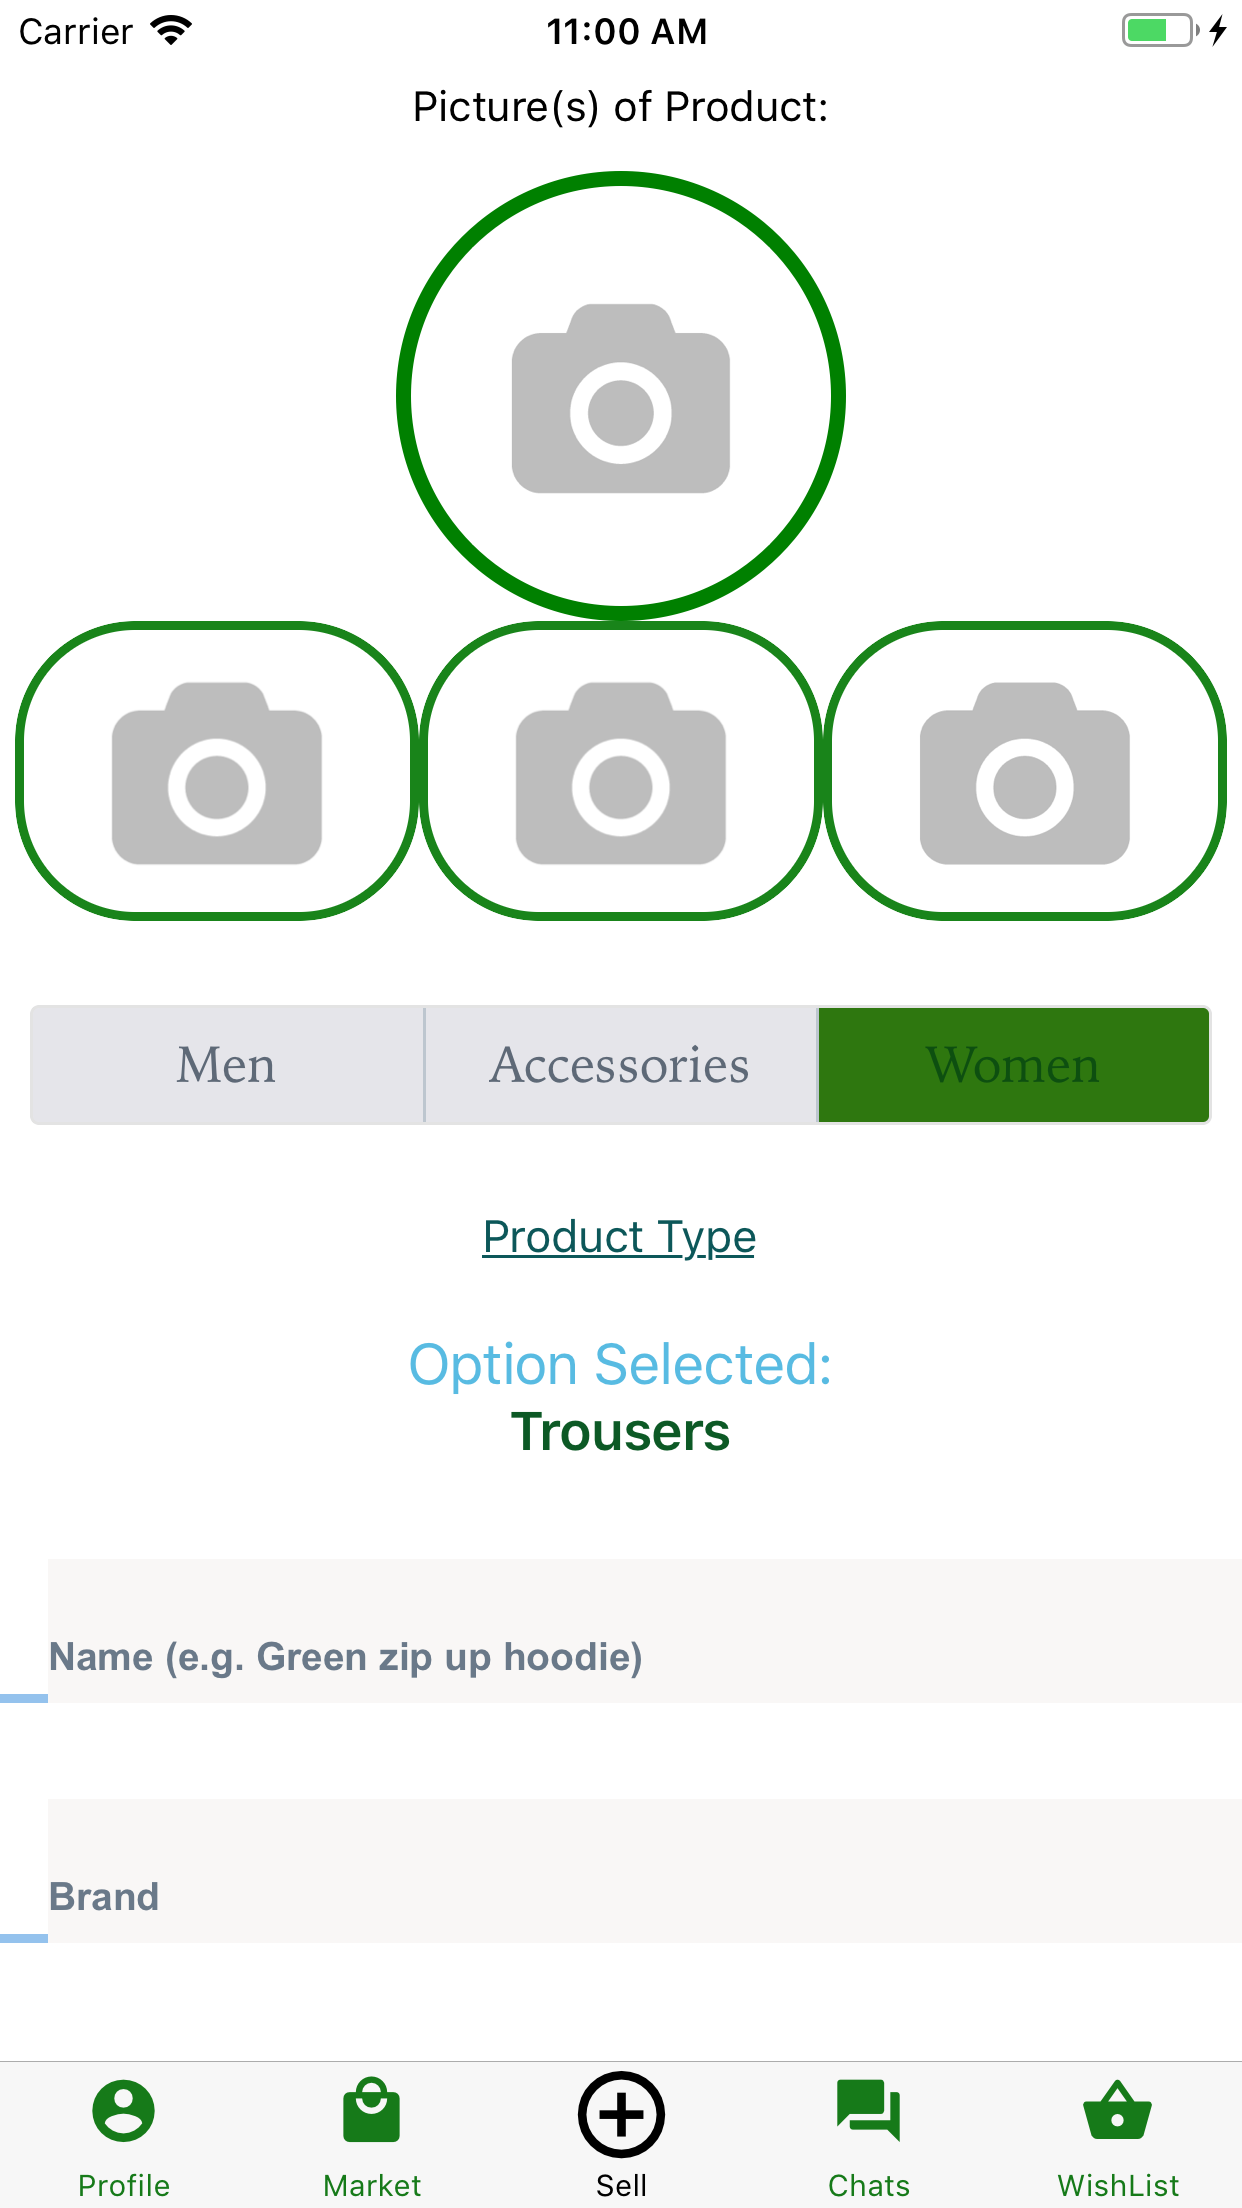 Carrier 11:00 AM
Picture(s) of Product:
Men Accessories Women
Product Type
Option Selected:
Trousers
Name (e.g. Green zip up hoodie)
Brand
Profile Market Sell Chats WishList